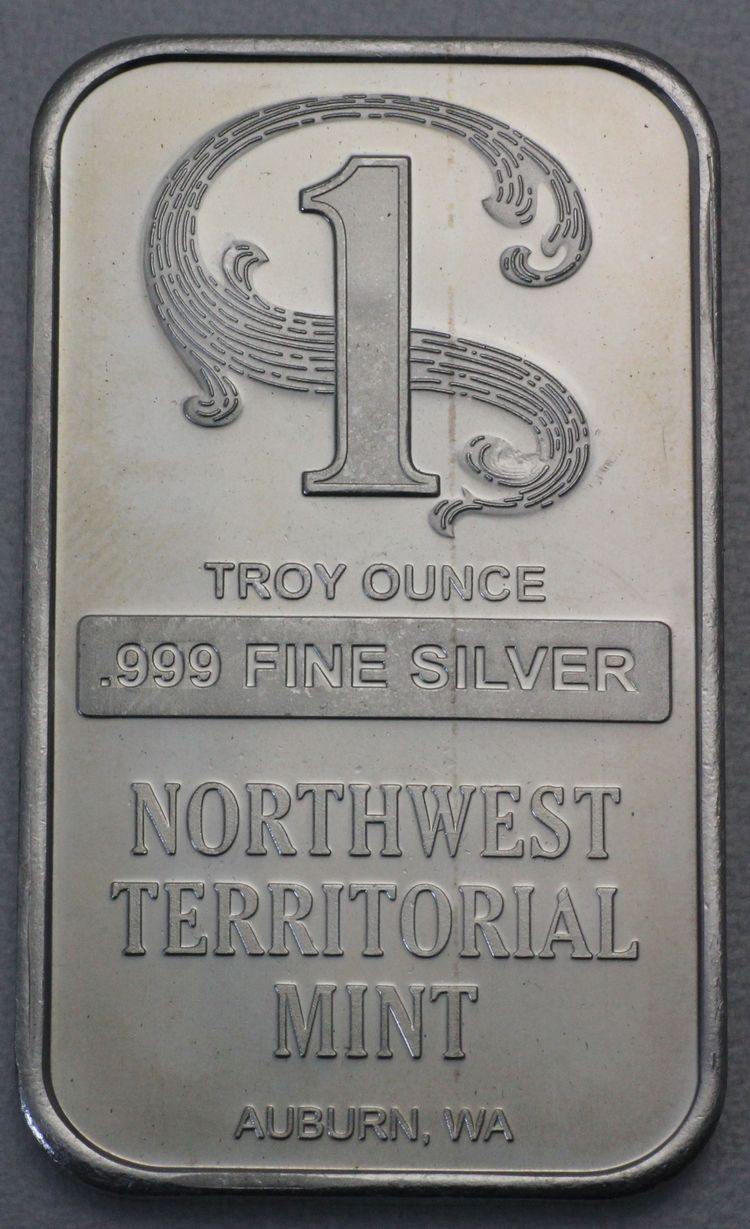 1
TROY OUNCE
.999 FINE SILVER
NORTHWEST
TERRITORIAL
MINT
AUBURN, WA